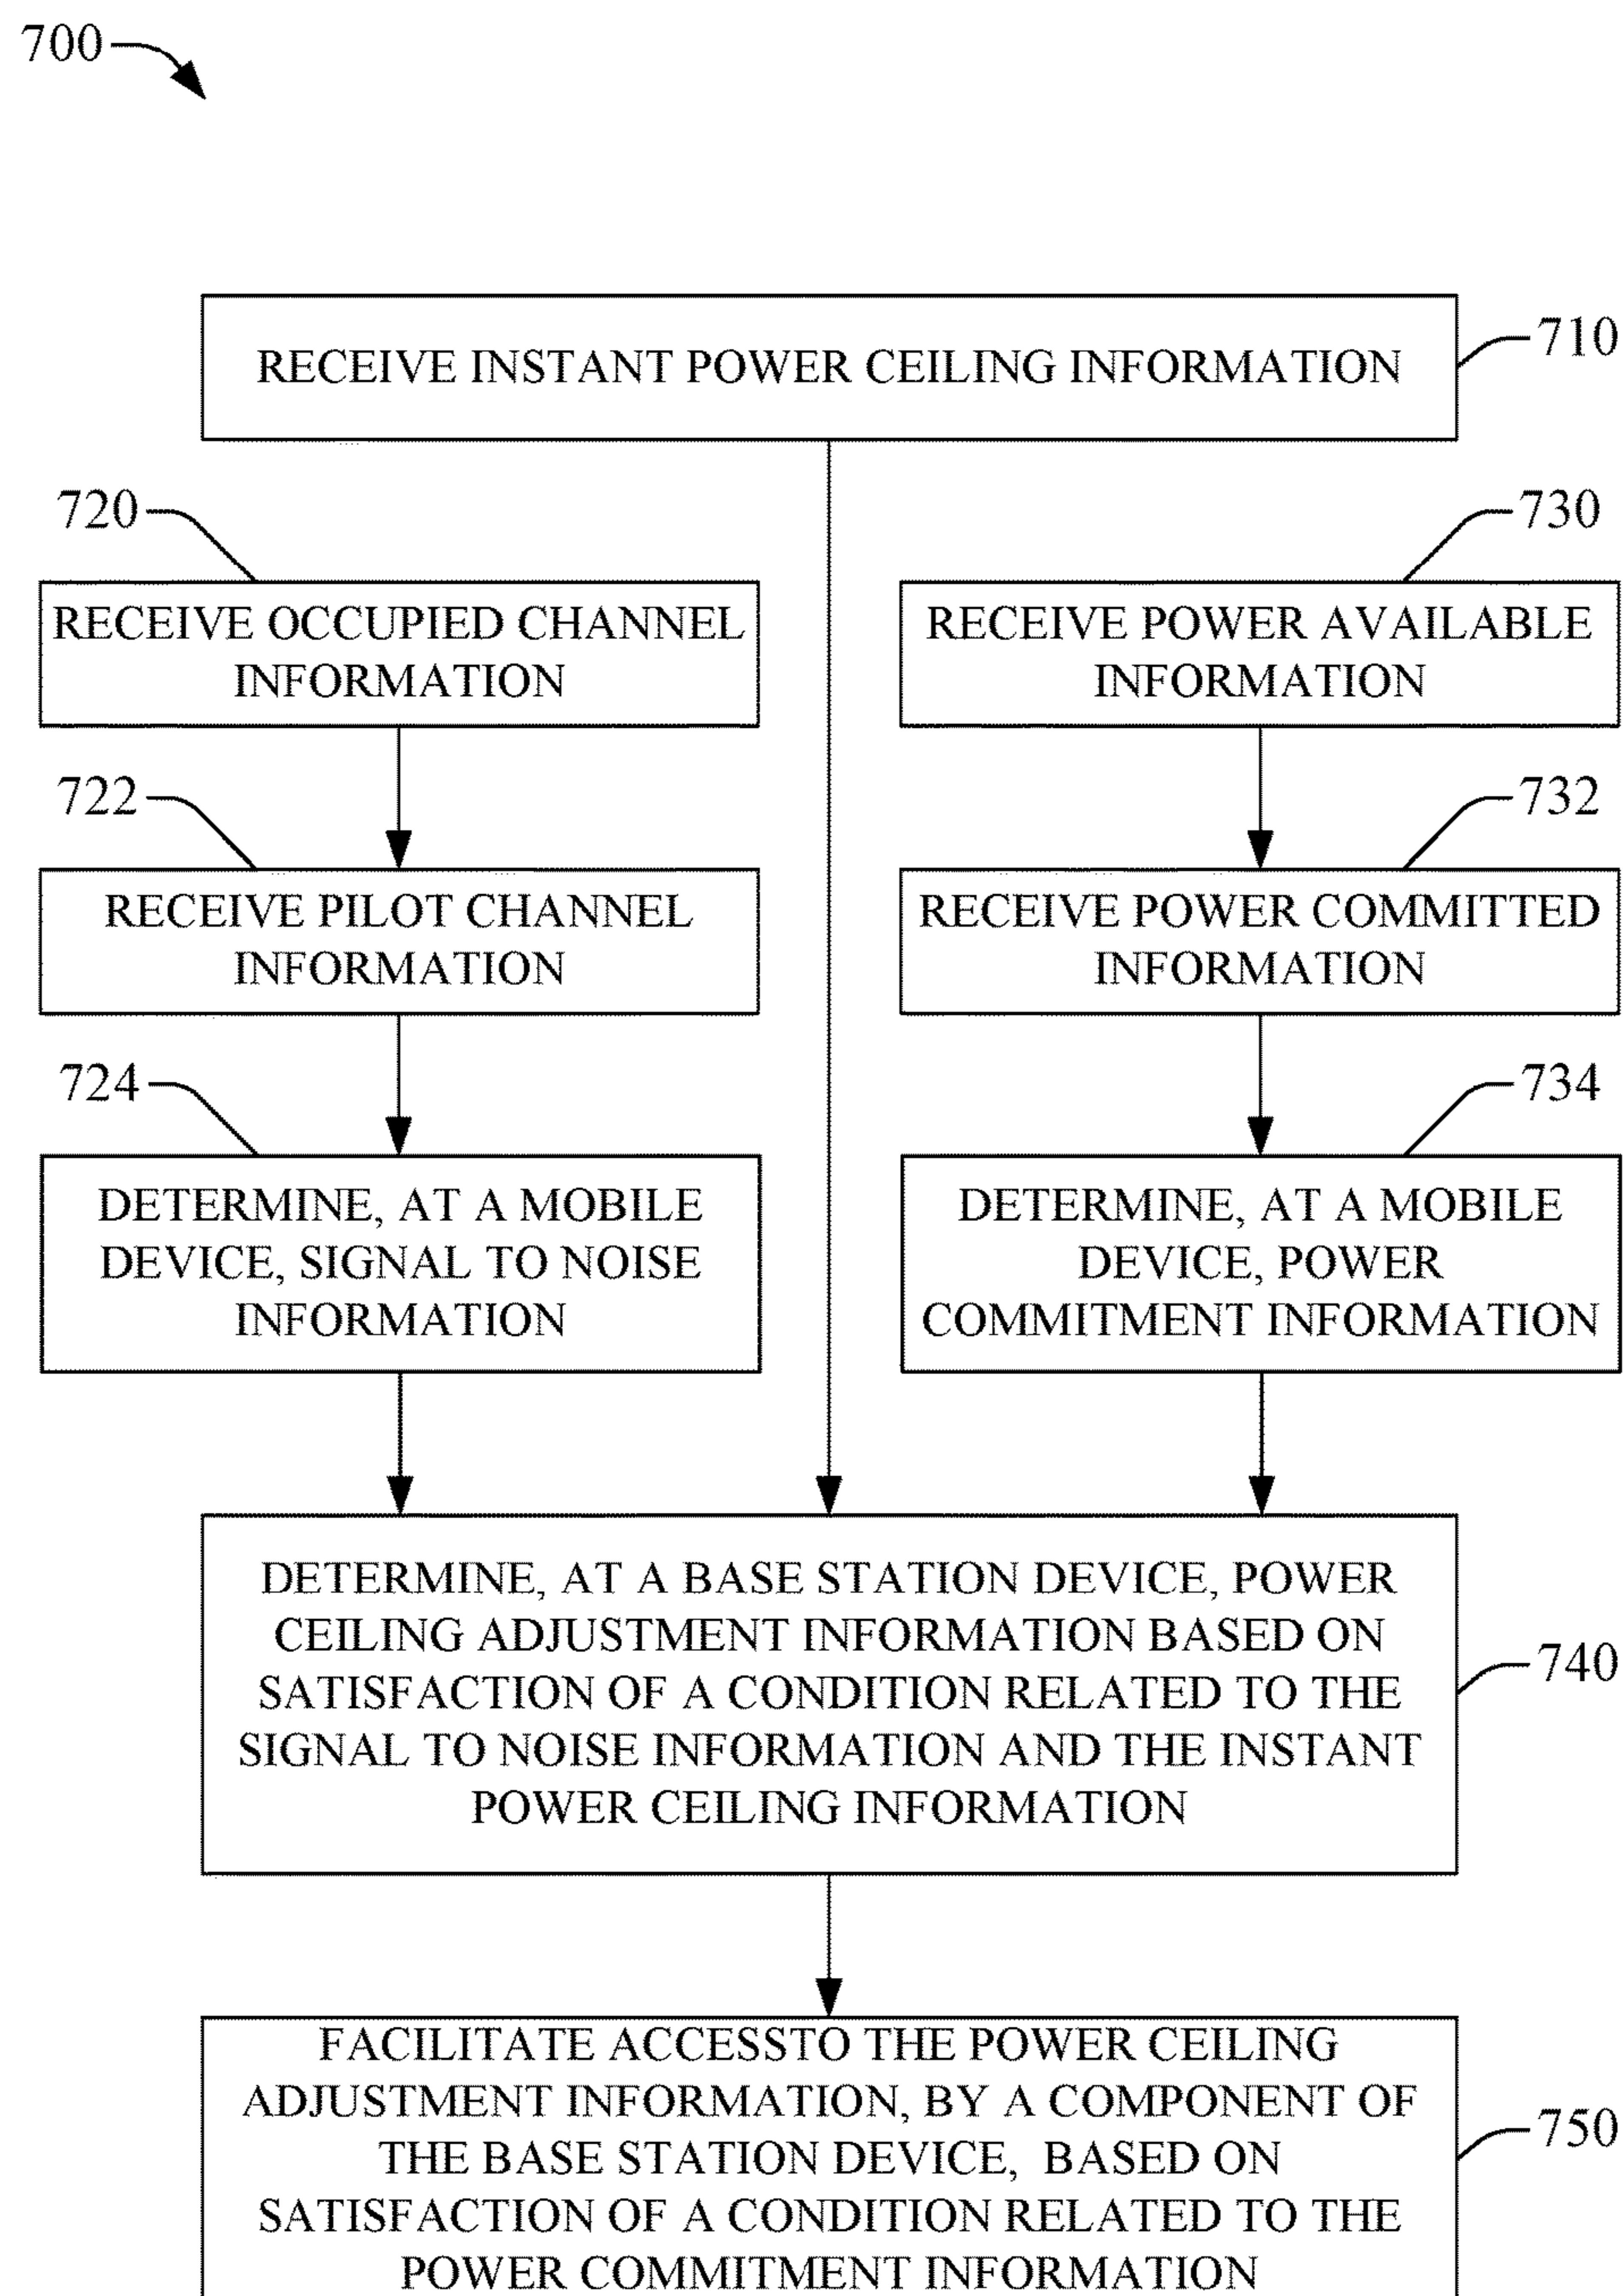 700
RECEIVE INSTANT POWER CEILING INFORMATION
710
720
RECEIVE OCCUPIED CHANNEL
INFORMATION
730
RECEIVE POWER AVAILABLE
INFORMATION
722
RECEIVE PILOT CHANNEL
INFORMATION
732
RECEIVE POWER COMMITTED
INFORMATION
724
DETERMINE, AT A MOBILE
DEVICE, SIGNAL TO NOISE
INFORMATION
734
DETERMINE, AT A MOBILE
DEVICE, POWER
COMMITMENT INFORMATION
DETERMINE, AT A BASE STATION DEVICE, POWER
CEILING ADJUSTMENT INFORMATION BASED ON
SATISFACTION OF A CONDITION RELATED TO THE
SIGNAL TO NOISE INFORMATION AND THE INSTANT
POWER CEILING INFORMATION
740
FACILITATE ACCESSTO THE POWER CEILING
ADJUSTMENT INFORMATION, BY A COMPONENT OF
THE BASE STATION DEVICE,  BASED ON
SATISFACTION OF A CONDITION RELATED TO THE
POWER COMMITMENT INFORMATION
750